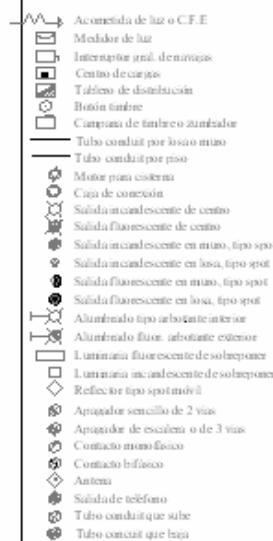 Acometida de luz o C.F.E
Medidor de luz
Interruptor gral. de navajas
Centro de cargas
Tablero de distribución
Botón timbre
Campana de timbre o zumbador
Tubo conduit por losa o muro
Tubo conduit por piso
Motor para cisterna
Caja de conexión
Salida incandescente de centro
Salida fluorescente de centro
Salida incandescente en muro, tipo spo
Salida incandescente en losa, tipo spot
Salida fluorescente en muro, tipo spot
Salida fluorescente en losa, tipo spot
Alumbrado tipo arbotante interior
Alumbrado fluor. arbotante exterior
Luminaria fluorescente de sobreponer
Luminaria incandescente de sobreponer
Reflector tipo spot móvil
Apagador sencillo de 2 vias
Apagador de escalera o de 3 vias
Contacto monofásico
Contacto bifásico
Antena
Salida de teléfono
Tubo conduit que sube
Tubo concuit que baja